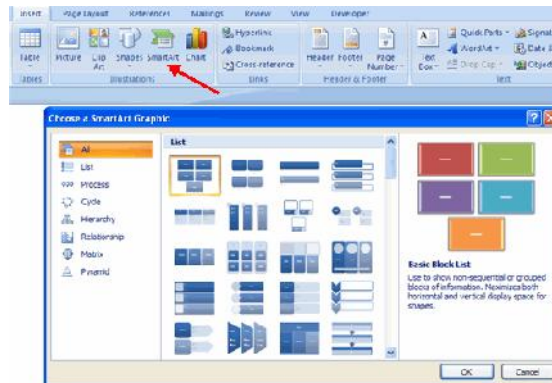 Insert Page Layout References Mailings Review View Developer
Table
Picture Clip Art Shapes SmartArt Chart
Hyperlink
Bookmark
Cross-reference
Header Footer Page Number
Text Box
Quick Parts
WordArt
Drop Cap
Date
Object
Tables Illustrations Links Header & Footer Text
Choose a SmartArt Graphic
All
List
Process
Cycle
Hierarchy
Relationship
Matrix
Pyramid
List
Basic Block List
Use to show non-sequential or grouped
blocks of information. Maximizes both
horizontal and vertical display space for
shapes.
OK Cancel